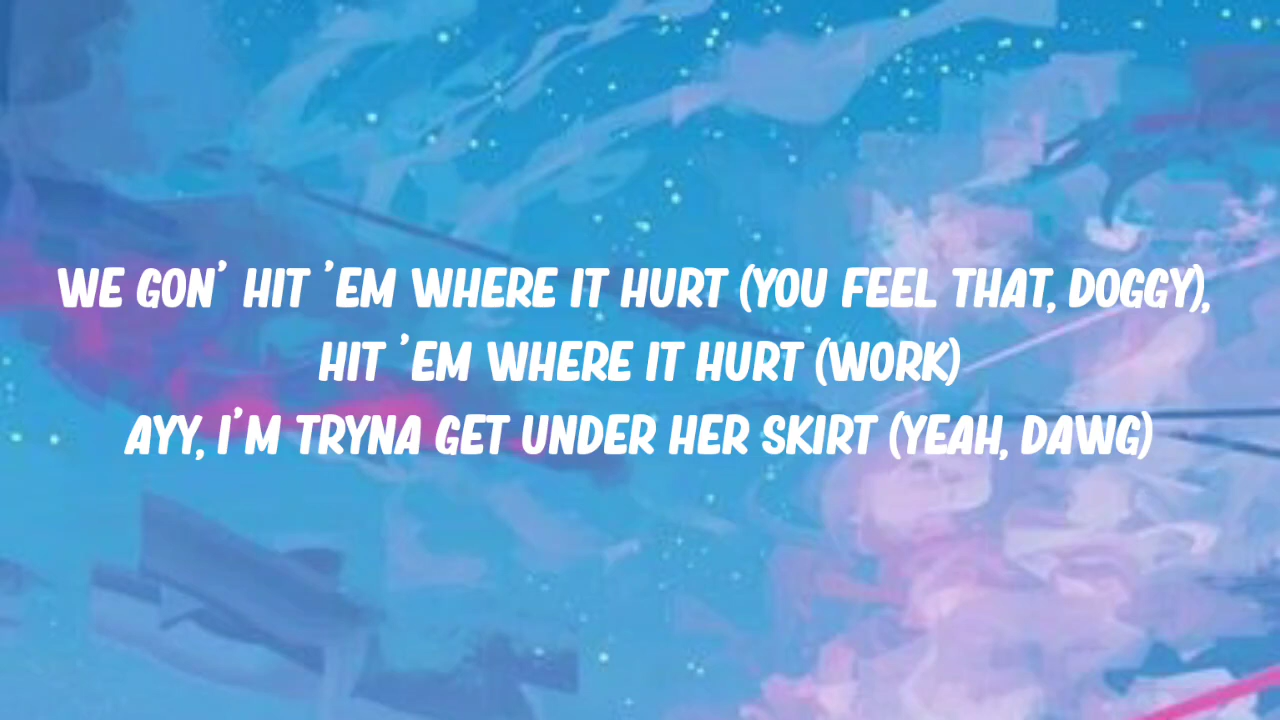 WE GON' HIT 'EM WHERE IT HURT (YOU FEEL THAT, DOGGY),
HIT 'EM WHERE IT HURT (WORK)
AYY, I'M TRYNA GET UNDER HER SKIRT (YEAH, DAWG)